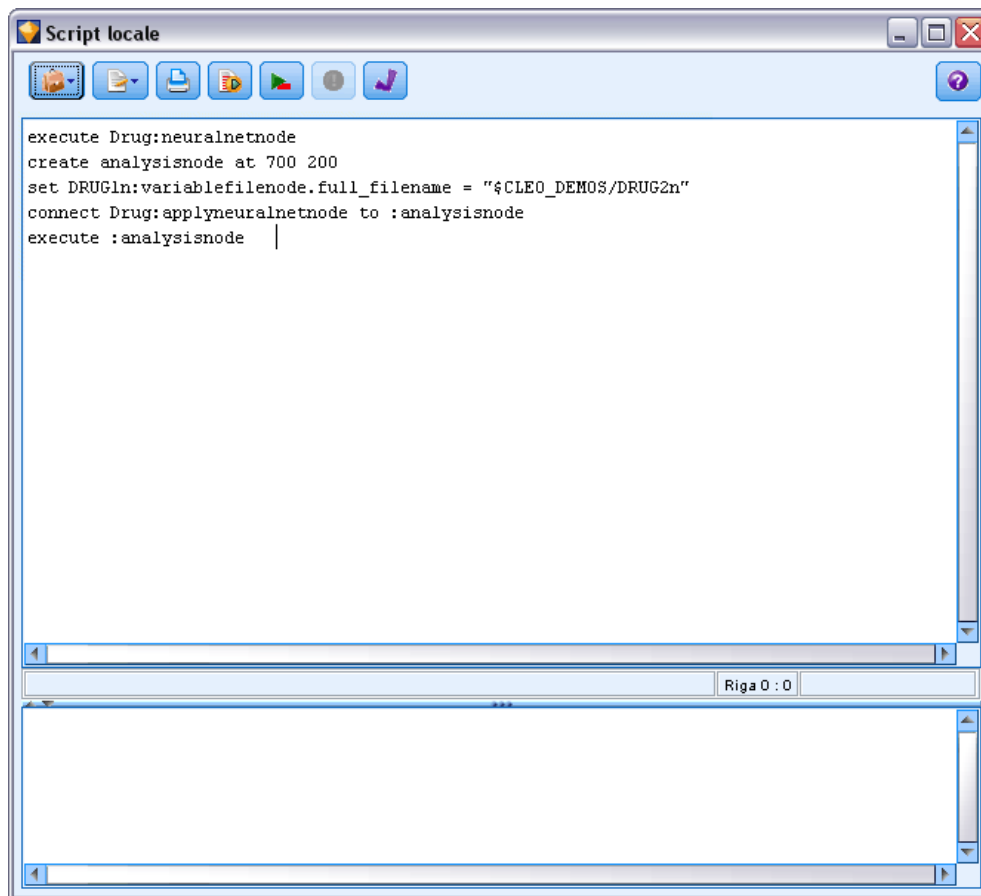 Script locale
execute Drug:neuralnetnode
create analysisnode at 700 200
set DRUG1n:variablefilenode.full_filename = "$CLEO_DEMOS/DRUG2n"
connect Drug:applyneuralnetnode to :analysisnode
execute :analysisnode
Riga 0 : 0